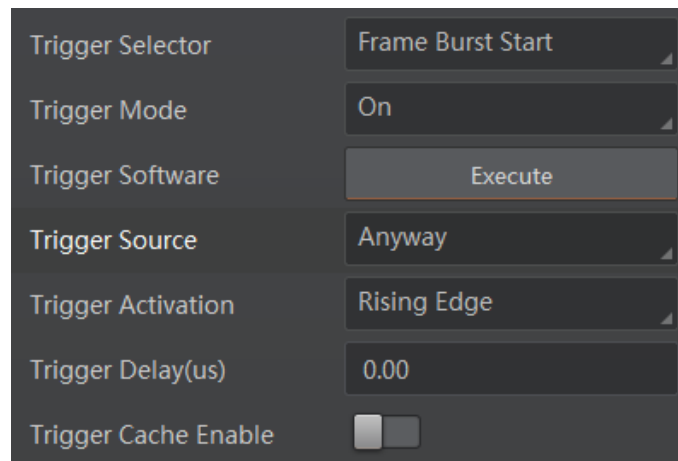 Trigger Selector Frame Burst Start
Trigger Mode On
Trigger Software Execute
Trigger Source Anyway
Trigger Activation Rising Edge
Trigger Delay(us) 0.00
Trigger Cache Enable